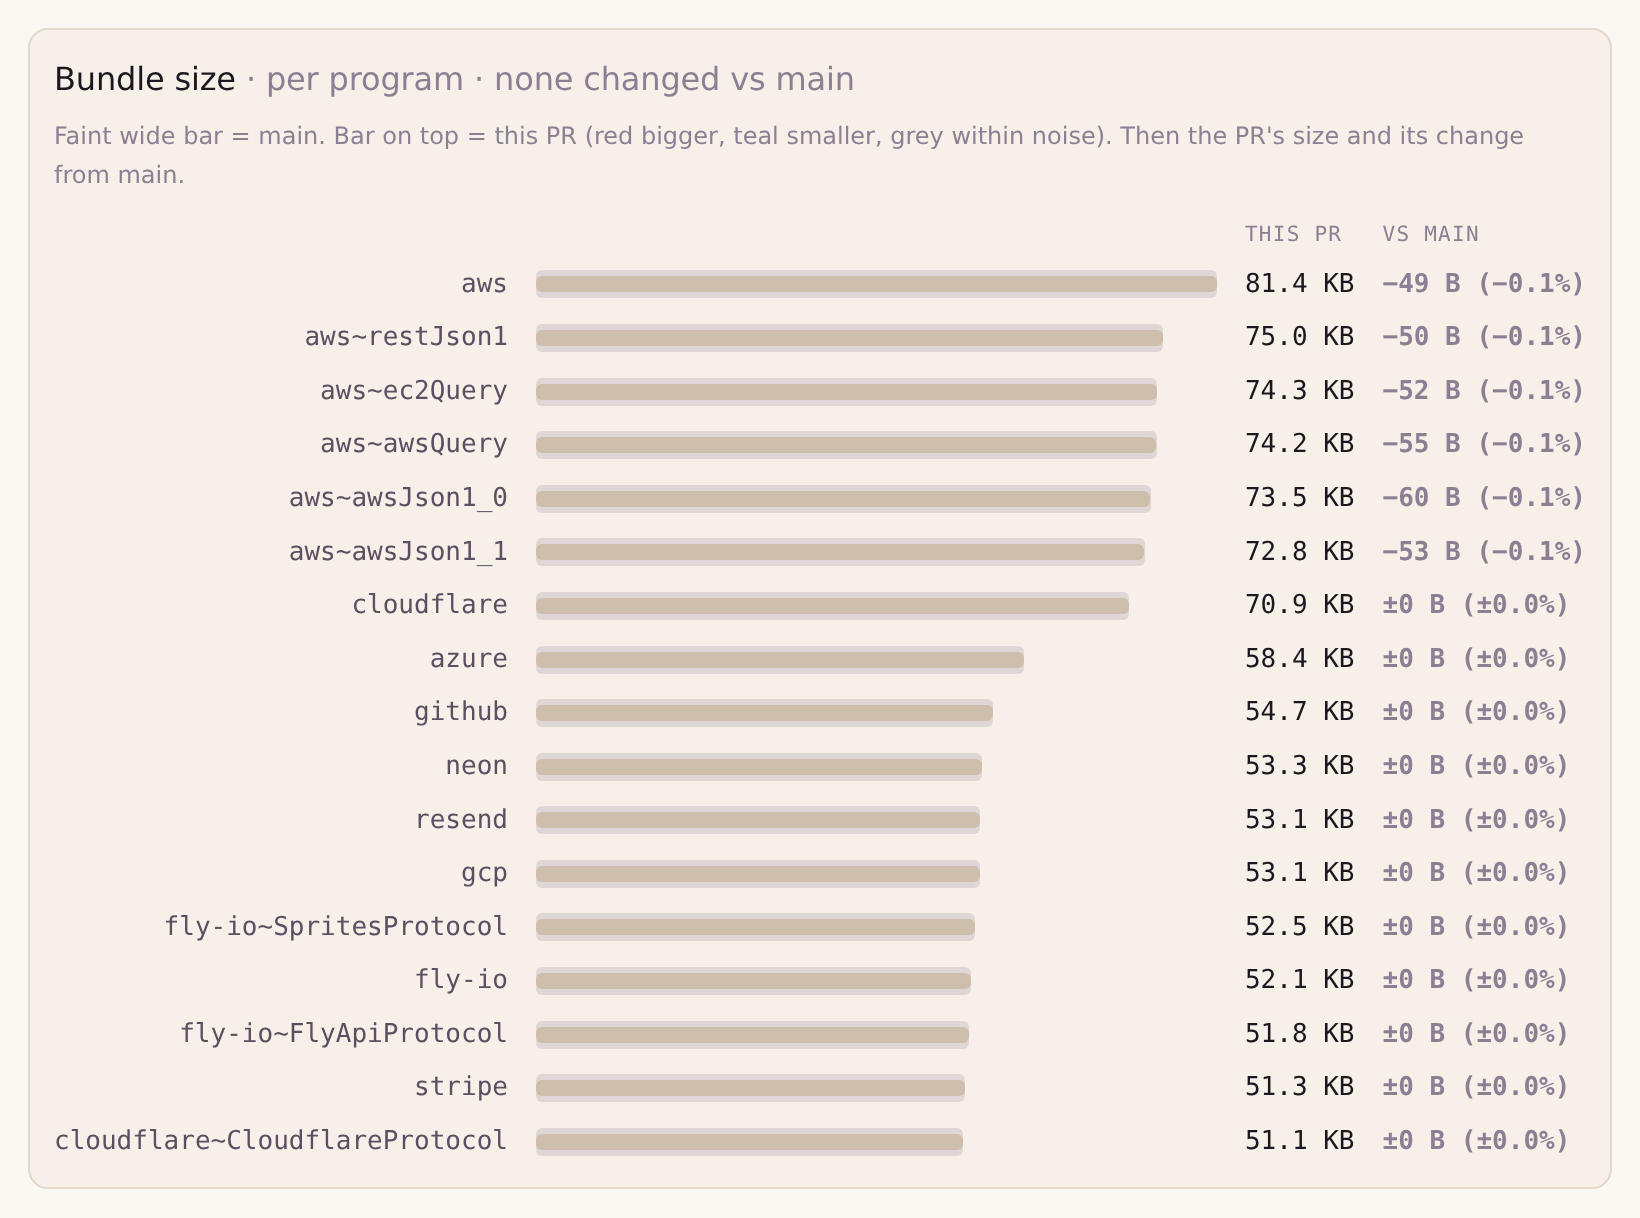 Bundle size · per program · none changed vs main
Faint wide bar = main. Bar on top = this PR (red bigger, teal smaller, grey within noise). Then the PR's size and its change
from main.
THIS PR VS MAIN
aws 81.4 KB −49 B (−0.1%)
aws~restJson1 75.0 KB −50 B (−0.1%)
aws~ec2Query 74.3 KB −52 B (−0.1%)
aws~awsQuery 74.2 KB −55 B (−0.1%)
aws~awsJson1_0 73.5 KB −60 B (−0.1%)
aws~awsJson1_1 72.8 KB −53 B (−0.1%)
cloudflare 70.9 KB ±0 B (±0.0%)
azure 58.4 KB ±0 B (±0.0%)
github 54.7 KB ±0 B (±0.0%)
neon 53.3 KB ±0 B (±0.0%)
resend 53.1 KB ±0 B (±0.0%)
gcp 53.1 KB ±0 B (±0.0%)
fly-io~SpritesProtocol 52.5 KB ±0 B (±0.0%)
fly-io 52.1 KB ±0 B (±0.0%)
fly-io~FlyApiProtocol 51.8 KB ±0 B (±0.0%)
stripe 51.3 KB ±0 B (±0.0%)
cloudflare~CloudflareProtocol 51.1 KB ±0 B (±0.0%)